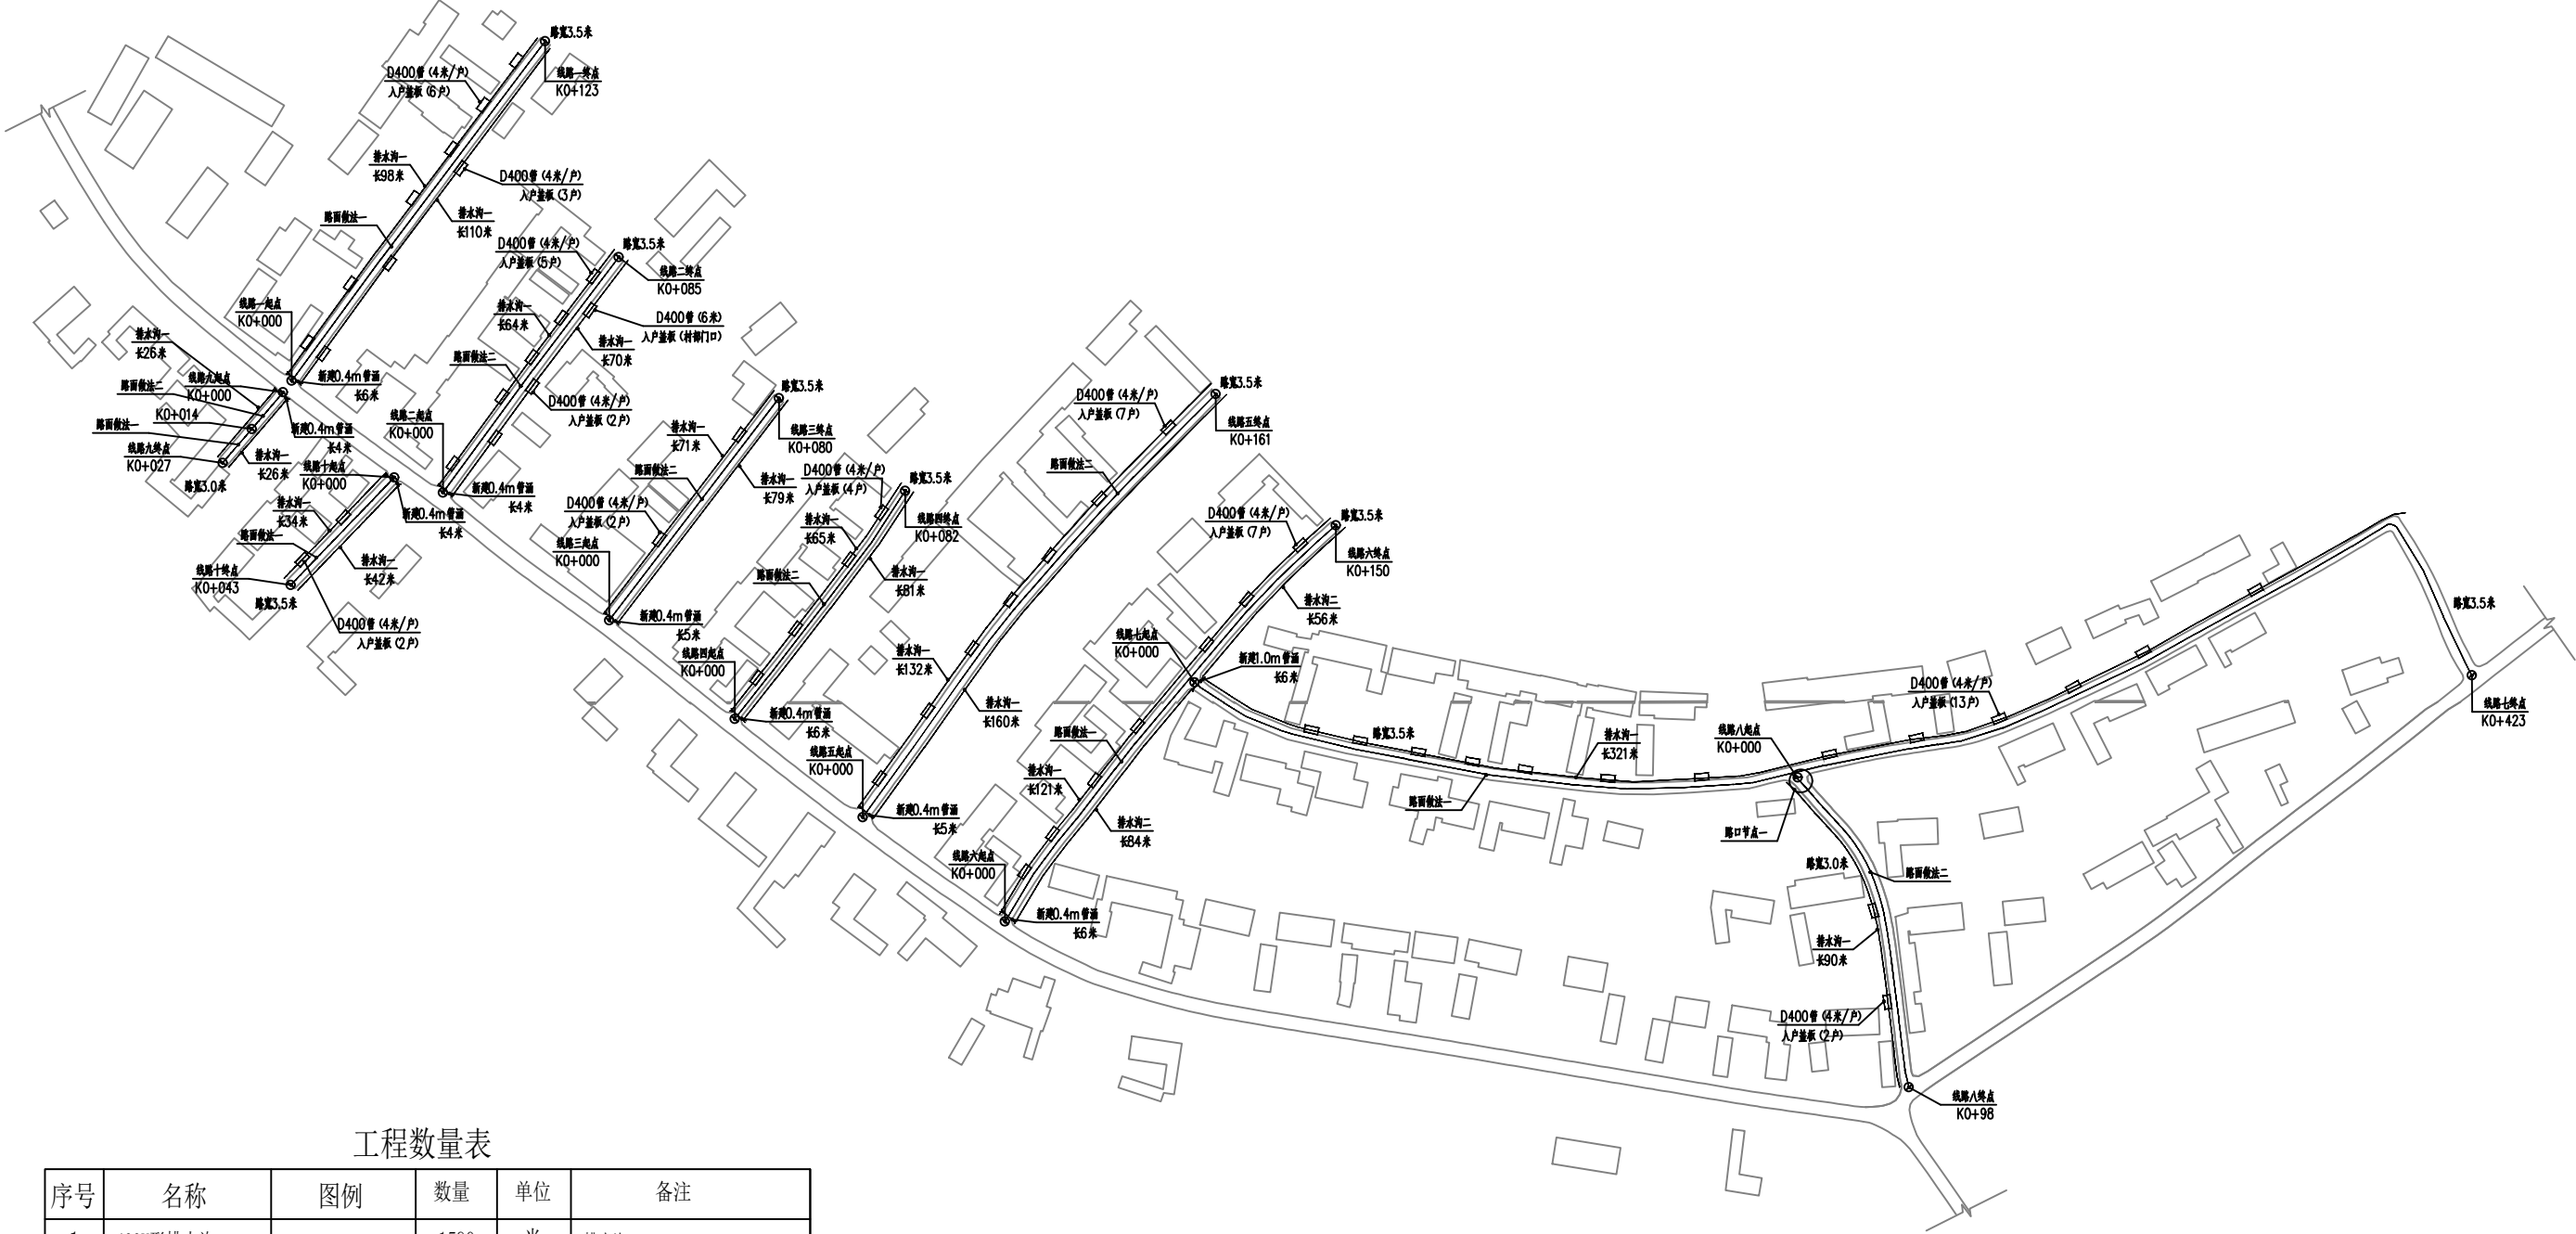 路宽3.5米
D400管 (4米/户)
入户盖板 (6户)
线路一终点
K0+123
排水沟一
长98米
D400管 (4米/户)
入户盖板 (3户)
排水沟一
长110米
路面做法一
线路一起点
K0+000
新建0.4m管涵
长6米
D400管 (4米/户)
入户盖板 (5户)
路宽3.5米
线路二终点
K0+085
排水沟一
长64米
D400管 (6米)
入户盖板 (村部门口)
排水沟一
长70米
路面做法二
D400管 (4米/户)
入户盖板 (2户)
线路二起点
K0+000
新建0.4m管涵
长4米
排水沟一
长26米
路面做法二
线路九起点
K0+000
K0+014
路面做法一
线路九终点
K0+027
新建0.4m管涵
长4米
排水沟一
长26米
路宽3.0米
线路十起点
K0+000
排水沟一
长34米
新建0.4m管涵
长4米
路面做法一
线路十终点
K0+043
排水沟一
长42米
路宽3.5米
D400管 (4米/户)
入户盖板 (2户)
路宽3.5米
线路三终点
K0+080
排水沟一
长71米
路面做法二
排水沟一
长79米
D400管 (4米/户)
入户盖板 (2户)
线路三起点
K0+000
新建0.4m管涵
长5米
D400管 (4米/户)
入户盖板 (4户)
路宽3.5米
线路四终点
K0+082
排水沟一
长65米
路面做法二
排水沟一
长81米
线路四起点
K0+000
新建0.4m管涵
长6米
D400管 (4米/户)
入户盖板 (7户)
路宽3.5米
线路五终点
K0+161
路面做法二
排水沟一
长132米
排水沟一
长160米
线路五起点
K0+000
新建0.4m管涵
长5米
D400管 (4米/户)
入户盖板 (7户)
路宽3.5米
线路六终点
K0+150
排水沟二
长56米
线路七起点
K0+000
新建1.0m管涵
长6米
路面做法一
排水沟一
长121米
排水沟二
长84米
线路六起点
K0+000
新建0.4m管涵
长6米
路宽3.5米
排水沟一
长321米
路面做法一
线路八起点
K0+000
D400管 (4米/户)
入户盖板 (13户)
路宽3.5米
线路七终点
K0+423
路口节点一
路宽3.0米
路面做法二
排水沟一
长90米
D400管 (4米/户)
入户盖板 (2户)
线路八终点
K0+98
工程数量表
序号 名称 图例 数量 单位 备注